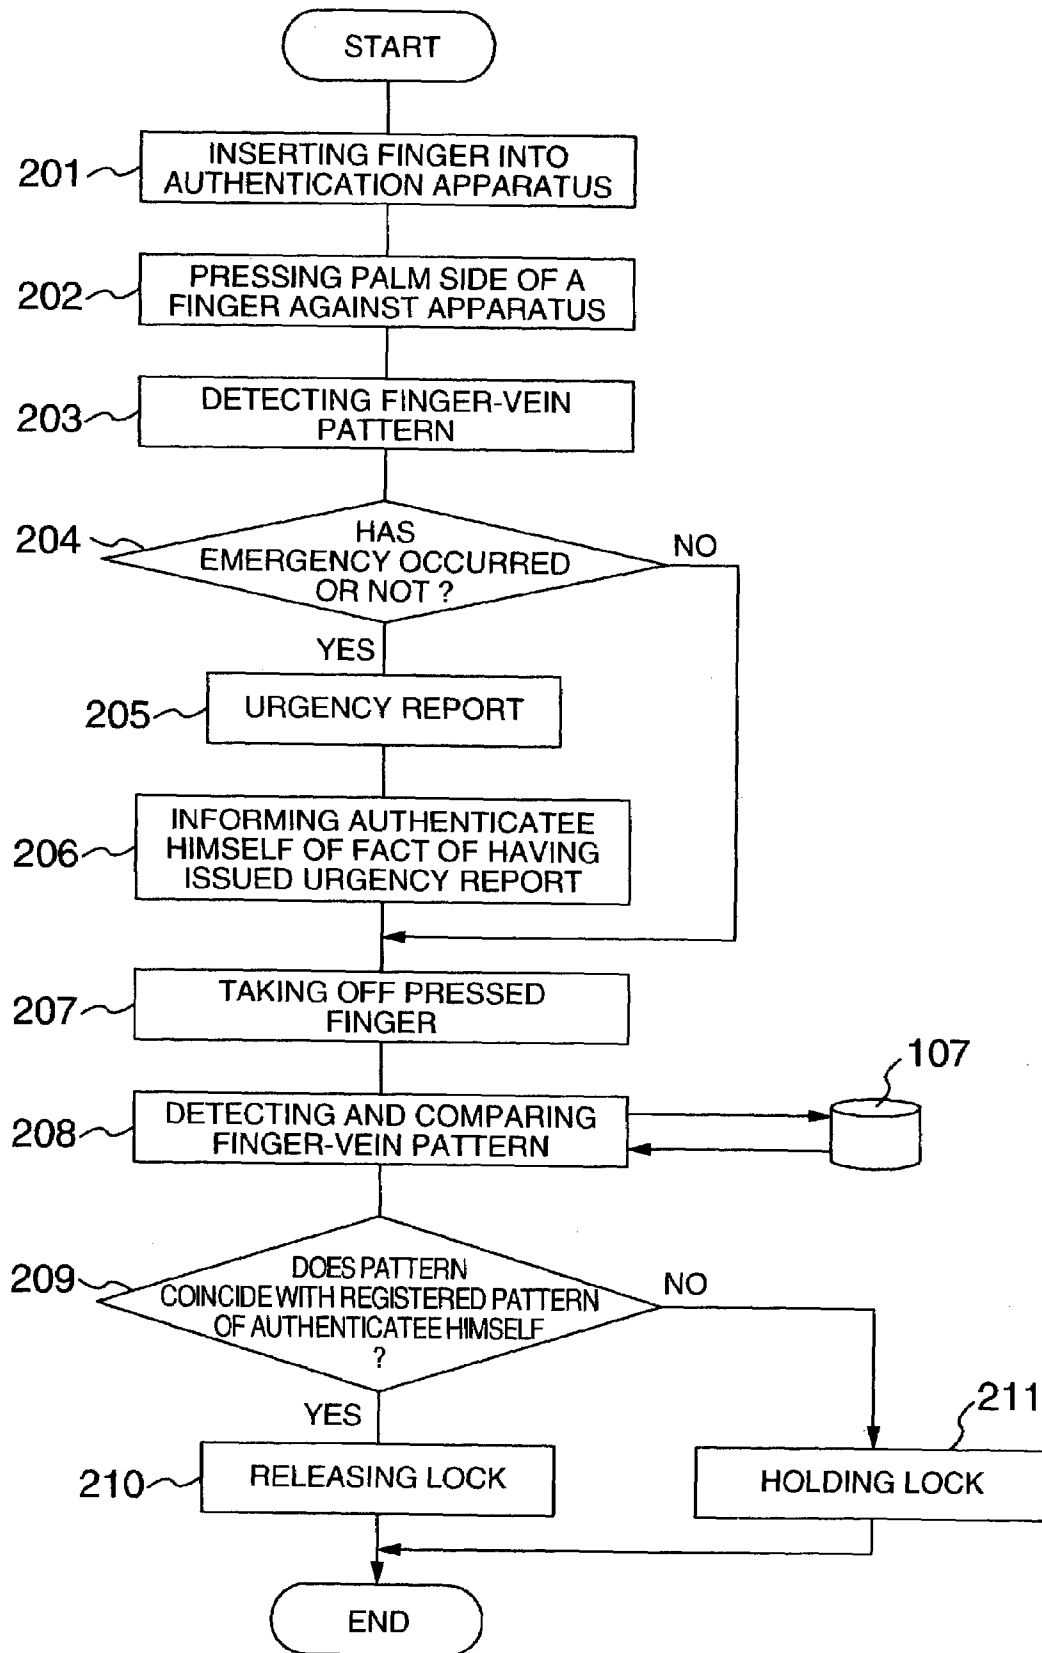 START
201
INSERTING FINGER INTO
AUTHENTICATION APPARATUS
202
PRESSING PALM SIDE OF A
FINGER AGAINST APPARATUS
203
DETECTING FINGER-VEIN
PATTERN
204
HAS
EMERGENCY OCCURRED
OR NOT ?
NO
YES
205
URGENCY REPORT
206
INFORMING AUTHENTICATEE
HIMSELF OF FACT OF HAVING
ISSUED URGENCY REPORT
207
TAKING OFF PRESSED
FINGER
107
208
DETECTING AND COMPARING
FINGER-VEIN PATTERN
209
DOES PATTERN
COINCIDE WITH REGISTERED PATTERN
OF AUTHENTICATEE HIMSELF
?
NO
YES
211
210
RELEASING LOCK
HOLDING LOCK
END